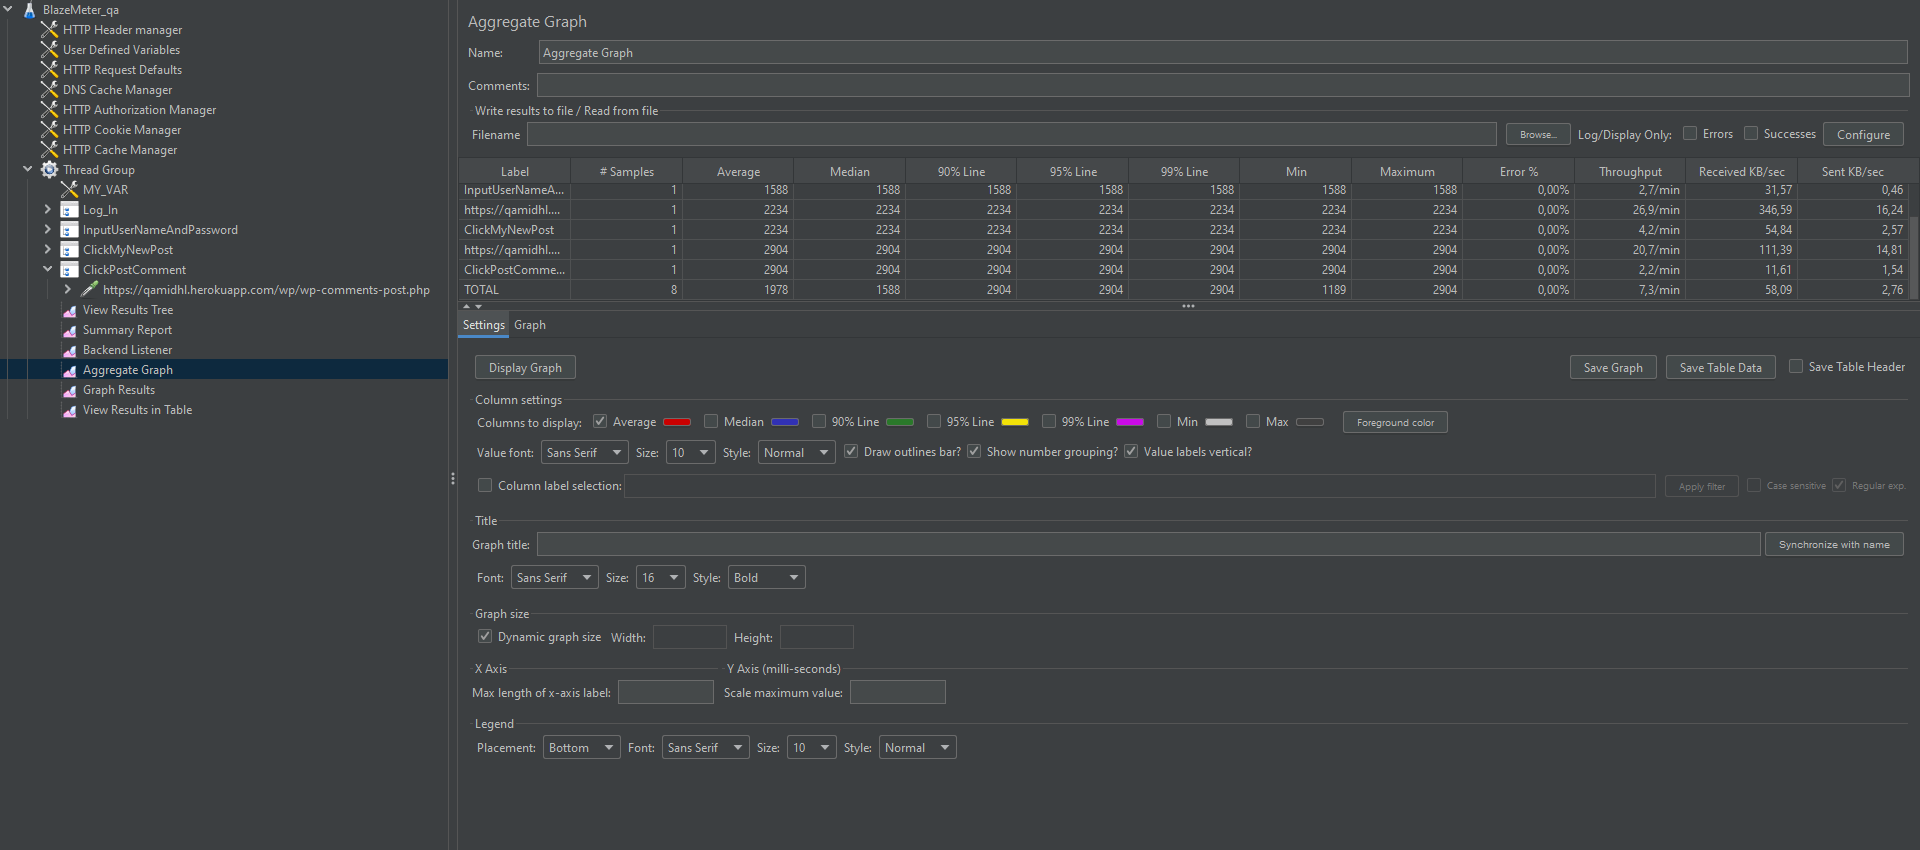 BlazeMeter_qa
HTTP Header manager
User Defined Variables
HTTP Request Defaults
DNS Cache Manager
HTTP Authorization Manager
HTTP Cookie Manager
HTTP Cache Manager
Thread Group
MY_VAR
Log_In
InputUserNameAndPassword
ClickMyNewPost
ClickPostComment
https://qamidhl.herokuapp.com/wp/wp-comments-post.php
View Results Tree
Summary Report
Backend Listener
Aggregate Graph
Graph Results
View Results in Table
Aggregate Graph
Name: Aggregate Graph
Comments:
Write results to file / Read from file
Filename Browse... Log/Display Only: Errors Successes Configure
Label # Samples Average Median 90% Line 95% Line 99% Line Min Maximum Error % Throughput Received KB/sec Sent KB/sec
InputUserNameA... 1 1588 1588 1588 1588 1588 1588 1588 0,00% 2,7/min 31,57 0,46
https://qamidhl.... 1 2234 2234 2234 2234 2234 2234 2234 0,00% 26,9/min 346,59 16,24
ClickMyNewPost 1 2234 2234 2234 2234 2234 2234 2234 0,00% 4,2/min 54,84 2,57
https://qamidhl.... 1 2904 2904 2904 2904 2904 2904 2904 0,00% 20,7/min 111,39 14,81
ClickPostComme... 1 2904 2904 2904 2904 2904 2904 2904 0,00% 2,2/min 11,61 1,54
TOTAL 8 1978 1588 2904 2904 2904 1189 2904 0,00% 7,3/min 58,09 2,76
Settings Graph
Display Graph Save Graph Save Table Data Save Table Header
Column settings
Columns to display: Average Median 90% Line 95% Line 99% Line Min Max Foreground color
Value font: Sans Serif Size: 10 Style: Normal Draw outlines bar? Show number grouping? Value labels vertical?
Column label selection: Apply filter Case sensitive Regular exp.
Title
Graph title: Synchronize with name
Font: Sans Serif Size: 16 Style: Bold
Graph size
Dynamic graph size Width: Height:
X Axis Y Axis (milli-seconds)
Max length of x-axis label: Scale maximum value:
Legend
Placement: Bottom Font: Sans Serif Size: 10 Style: Normal